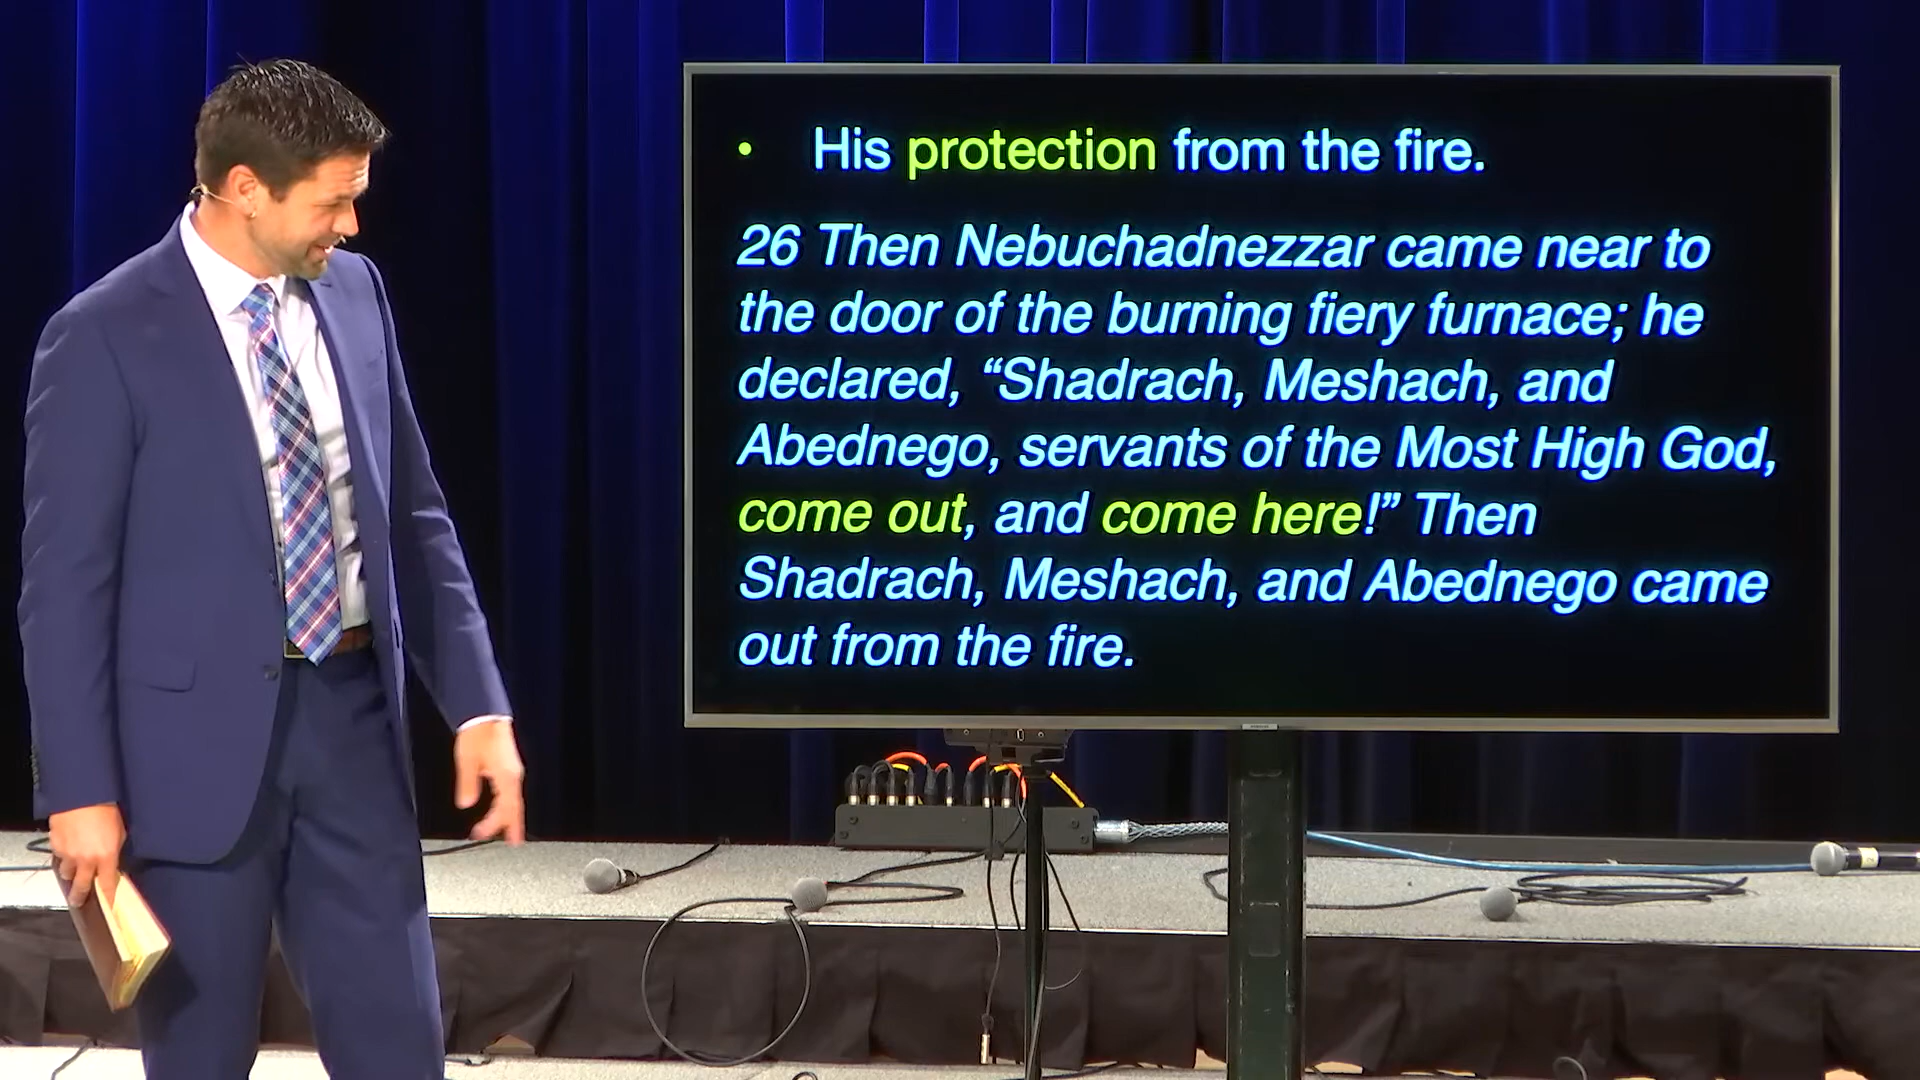 • His protection from the fire.
26 Then Nebuchadnezzar came near to
the door of the burning fiery furnace; he
declared, “Shadrach, Meshach, and
Abednego, servants of the Most High God,
come out, and come here!” Then
Shadrach, Meshach, and Abednego came
out from the fire.